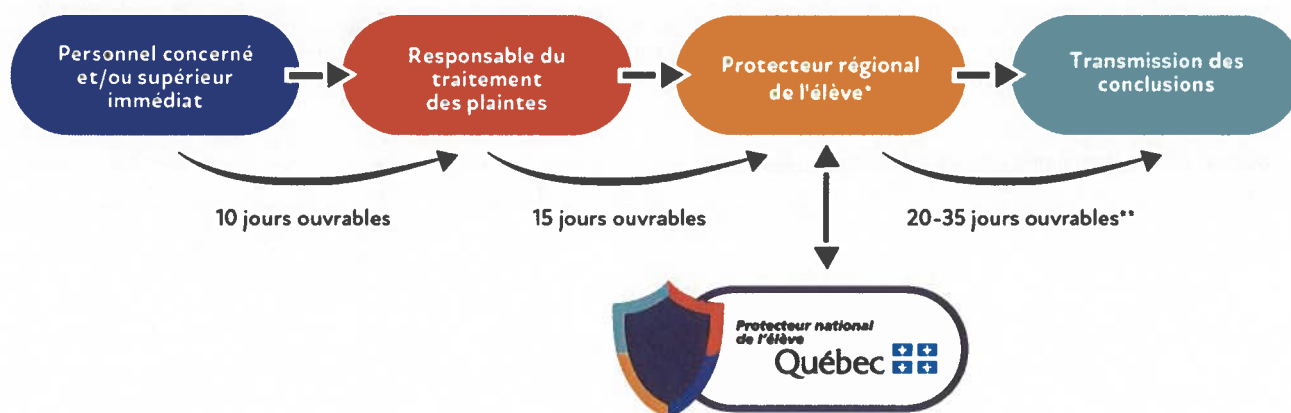 Personnel concerné
et/ou supérieur
immédiat
Responsable du
traitement
des plaintes
Protecteur régional
de l'élève*
Transmission des
conclusions
10 jours ouvrables
15 jours ouvrables
20-35 jours ouvrables**
Protecteur national
de l'élève
Québec